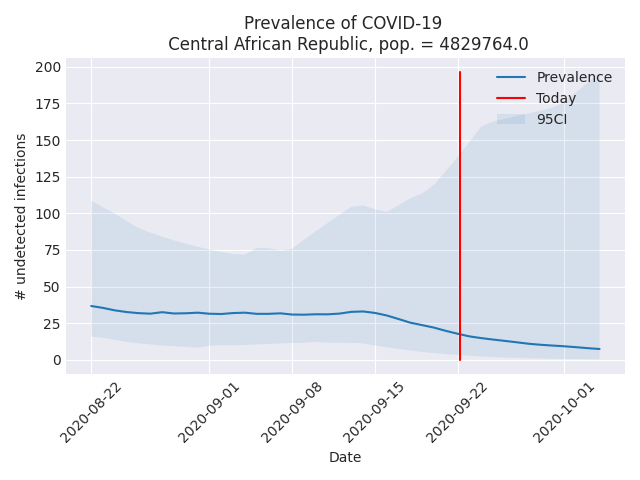 Prevalence of COVID-19
Central African Republic, pop. = 4829764.0
200
175
150
125
100
75
50
25
0
# undetected infections
Prevalence
Today
95CI
2020-08-22
2020-09-01
2020-09-08
2020-09-15
2020-09-22
2020-10-01
Date